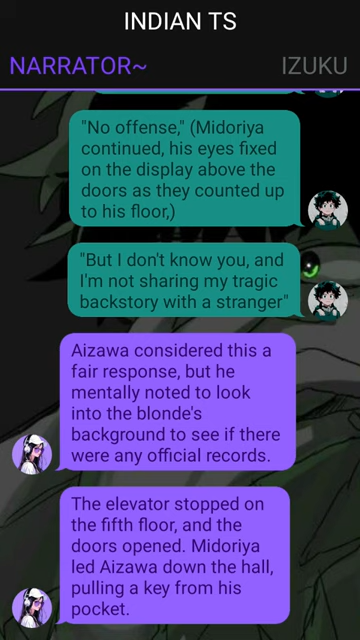 INDIAN TS
NARRATOR~ IZUKU
"No offense," (Midoriya
continued, his eyes fixed
on the display above the
doors as they counted up
to his floor,)
"But I don't know you, and
I'm not sharing my tragic
backstory with a stranger"
Aizawa considered this a
fair response, but he
mentally noted to look
into the blonde's
background to see if there
were any official records.
The elevator stopped on
the fifth floor, and the
doors opened. Midoriya
led Aizawa down the hall,
pulling a key from his
pocket.